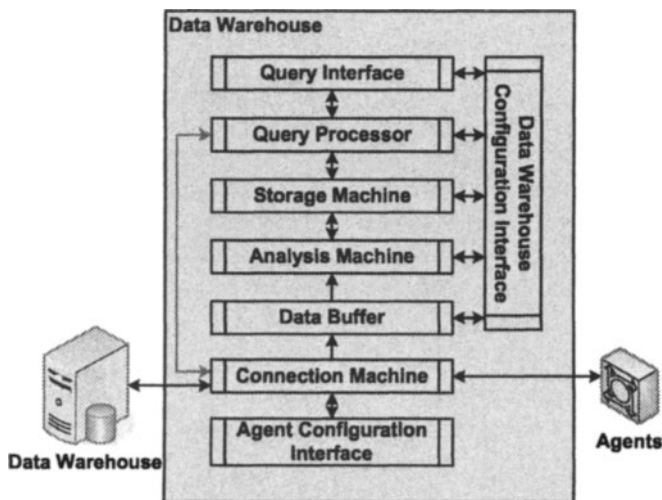 Data Warehouse
Query Interface
Query Processor
Storage Machine
Analysis Machine
Data Buffer
Connection Machine
Agent Configuration
Interface
Data Warehouse
Configuration Interface
Data Warehouse
Agents